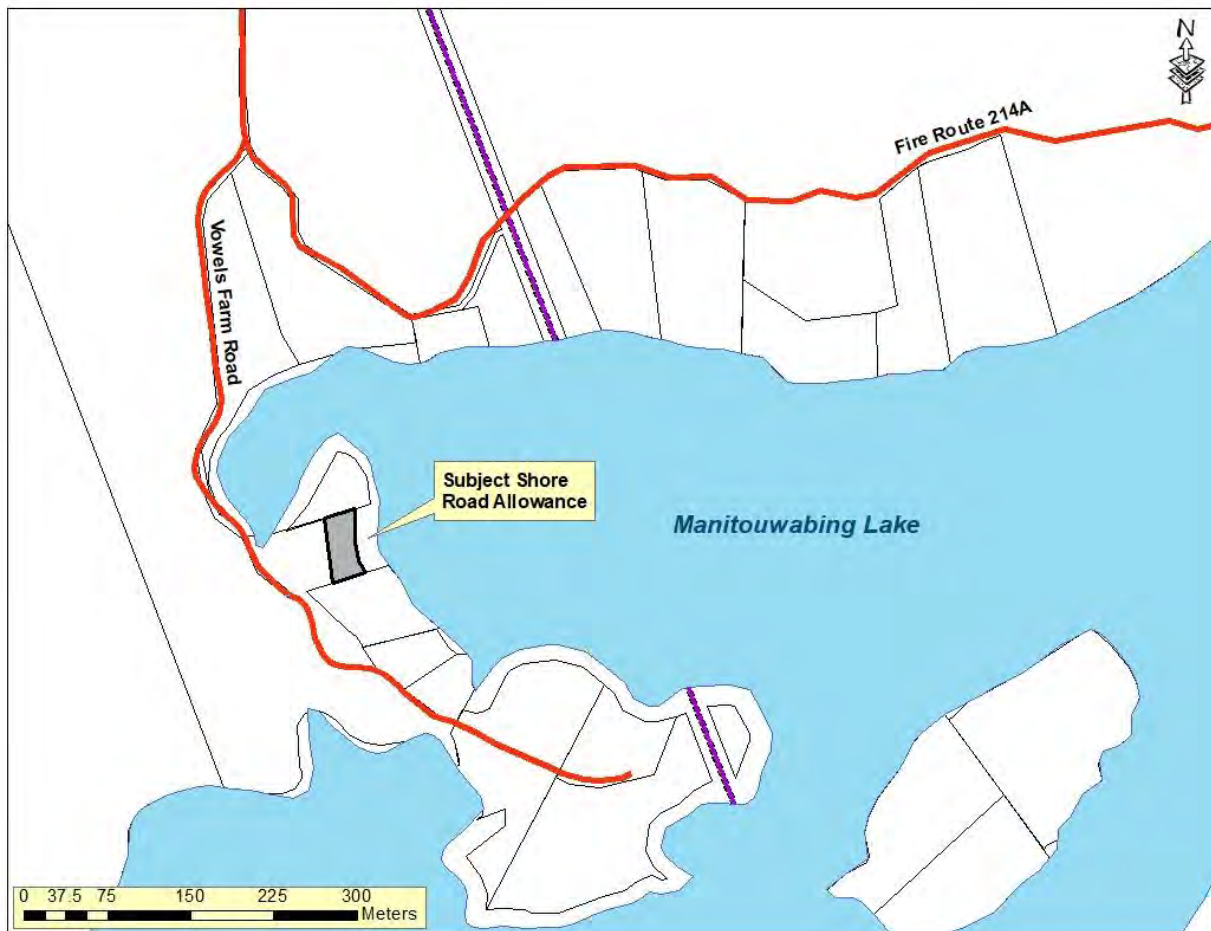 N
Fire Route 214A
Vowels Farm Road
Subject Shore
Road Allowance
Manitouwabing Lake
0 37.5 75 150 225 300
Meters